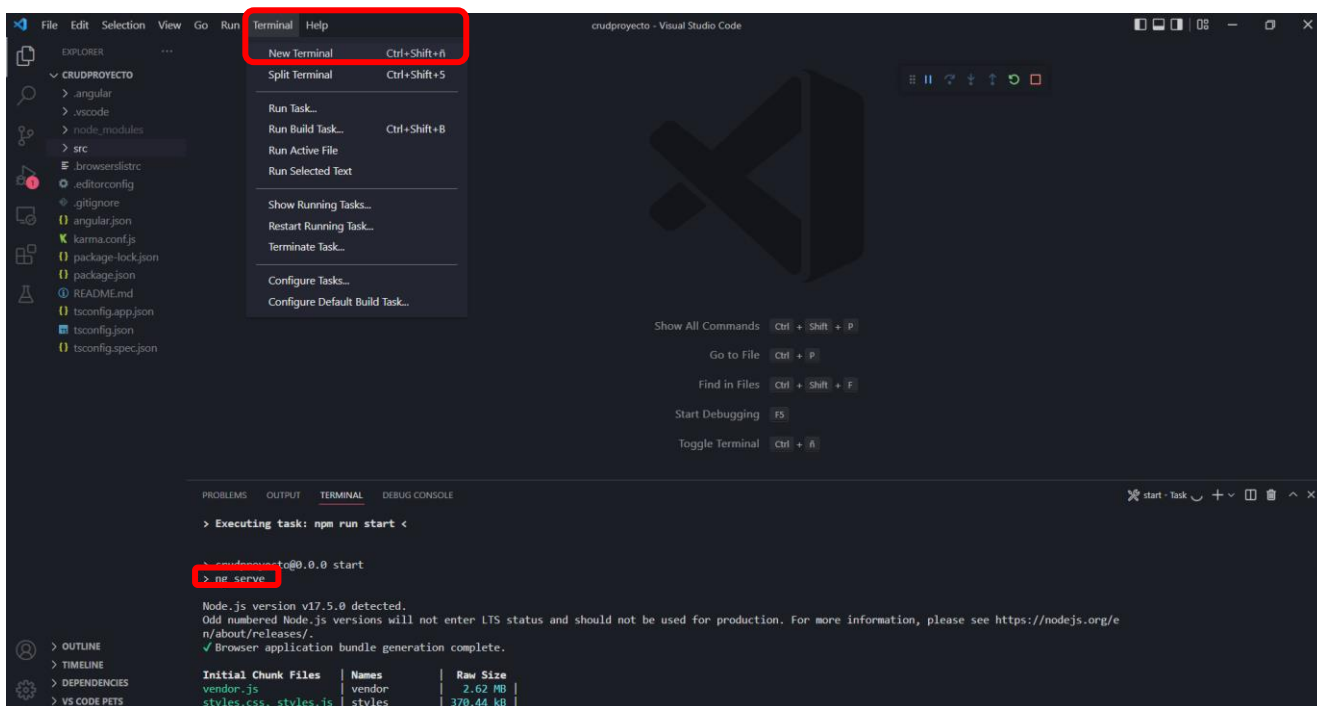 File Edit Selection View Go Run Terminal Help crudproyecto - Visual Studio Code
EXPLORER ...
CRUDPROYECTO
> .angular
> .vscode
> node_modules
> src
.browserslistrc
.editorconfig
.gitignore
{} angular.json
karma.conf.js
{} package-lock.json
{} package.json
README.md
{} tsconfig.app.json
tsconfig.json
{} tsconfig.spec.json
1
New Terminal Ctrl+Shift+ñ
Split Terminal Ctrl+Shift+5
Run Task...
Run Build Task... Ctrl+Shift+B
Run Active File
Run Selected Text
Show Running Tasks...
Restart Running Task...
Terminate Task...
Configure Tasks...
Configure Default Build Task...
Show All Commands Ctrl + Shift + P
Go to File Ctrl + P
Find in Files Ctrl + Shift + F
Start Debugging F5
Toggle Terminal Ctrl + ñ
PROBLEMS OUTPUT TERMINAL DEBUG CONSOLE start - Task
> Executing task: npm run start <
> crudproyecto@0.0.0 start
> ng serve
Node.js version v17.5.0 detected.
Odd numbered Node.js versions will not enter LTS status and should not be used for production. For more information, please see https://nodejs.org/e
n/about/releases/.
✓ Browser application bundle generation complete.
Initial Chunk Files | Names | Raw Size
vendor.js | vendor | 2.62 MB |
styles.css, styles.js | styles | 370.44 kB |
> OUTLINE
> TIMELINE
> DEPENDENCIES
> VS CODE PETS